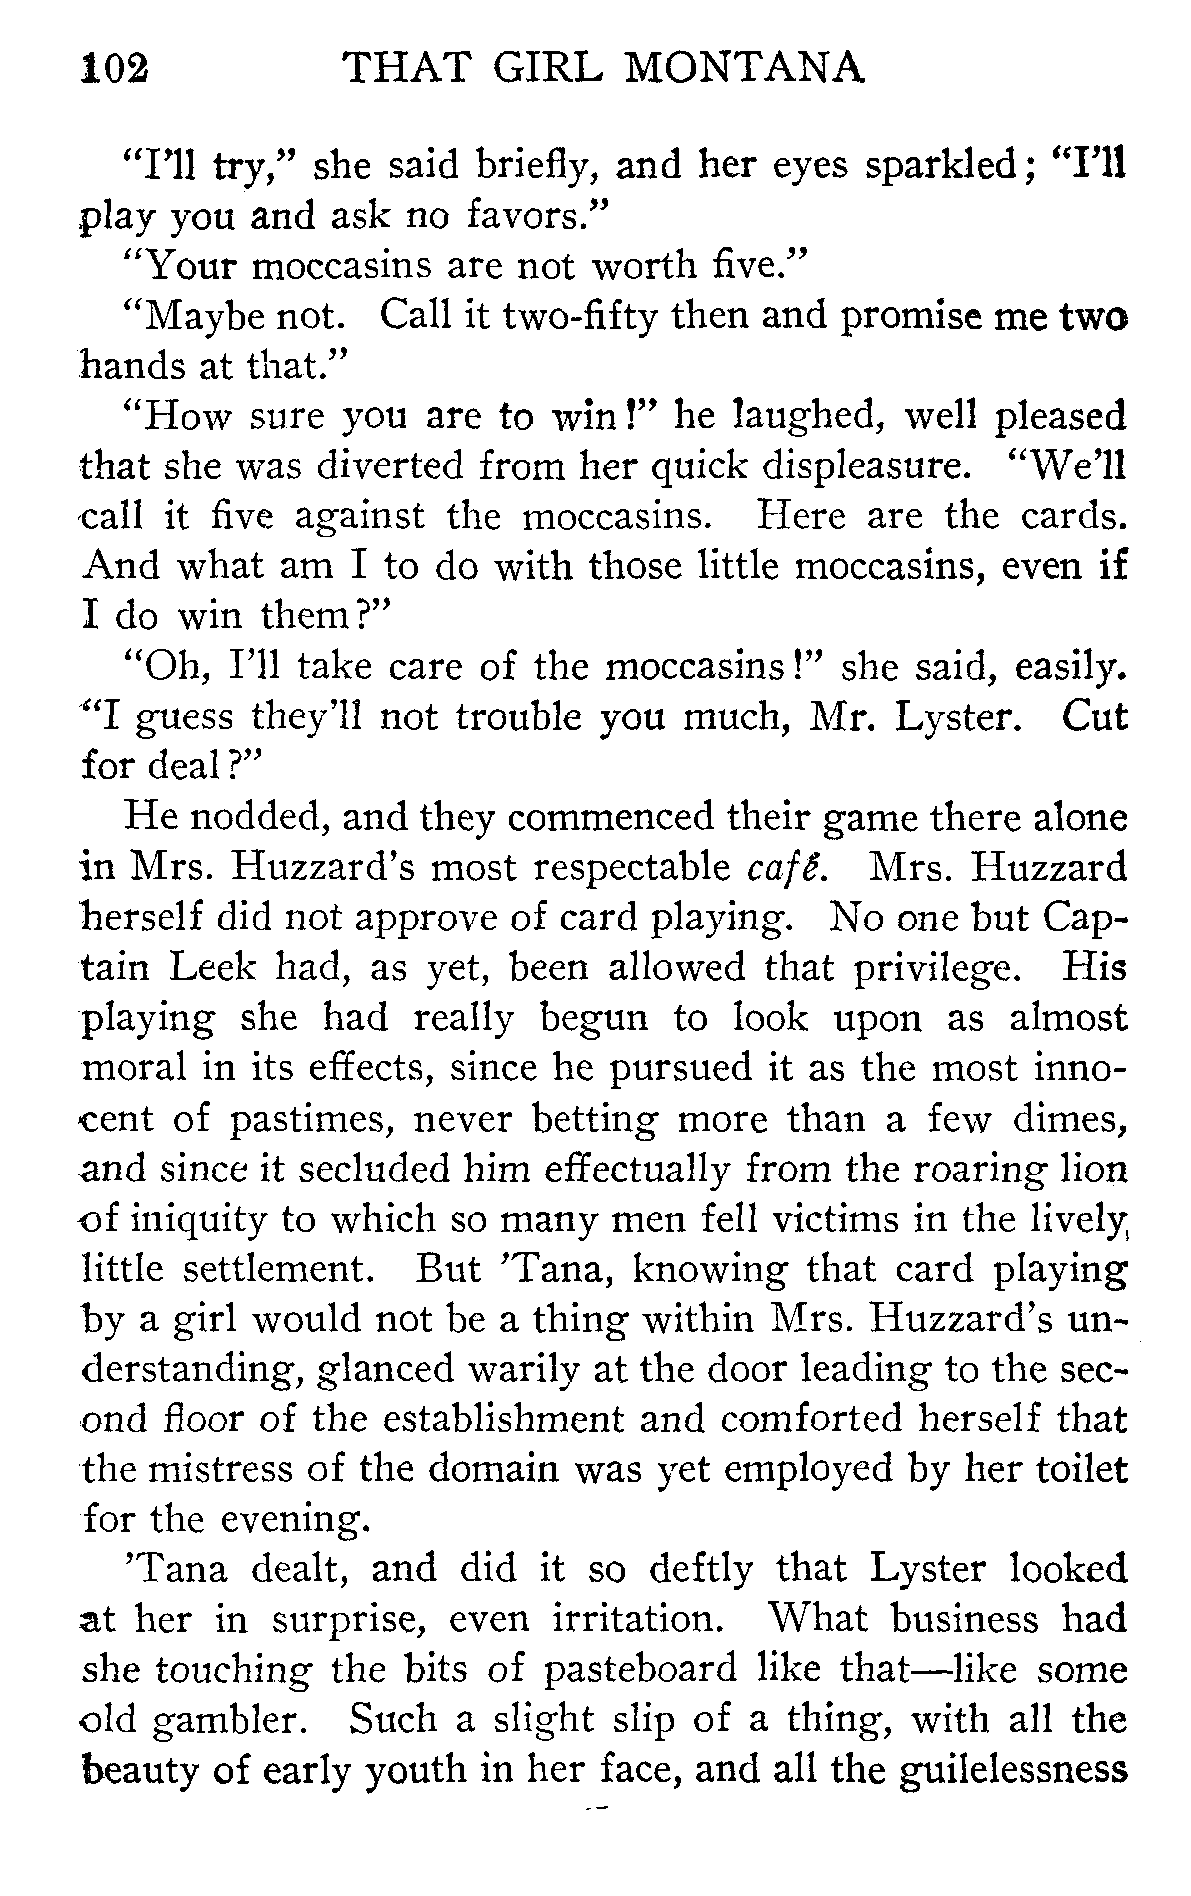 102 THAT GIRL MONTANA
“I’ll try,” she said briefly, and her eyes sparkled; “I’ll
play you and ask no favors.”
“Your moccasins are not worth five.”
“Maybe not. Call it two-fifty then and promise me two
hands at that.”
“How sure you are to win!” he laughed, well pleased
that she was diverted from her quick displeasure. “We’ll
call it five against the moccasins. Here are the cards.
And what am I to do with those little moccasins, even if
I do win them?”
“Oh, I’ll take care of the moccasins!” she said, easily.
“I guess they’ll not trouble you much, Mr. Lyster. Cut
for deal?”
He nodded, and they commenced their game there alone
in Mrs. Huzzard’s most respectable café. Mrs. Huzzard
herself did not approve of card playing. No one but Cap-
tain Leek had, as yet, been allowed that privilege. His
playing she had really begun to look upon as almost
moral in its effects, since he pursued it as the most inno-
cent of pastimes, never betting more than a few dimes,
and since it secluded him effectually from the roaring lion
of iniquity to which so many men fell victims in the lively,
little settlement. But ’Tana, knowing that card playing
by a girl would not be a thing within Mrs. Huzzard’s un-
derstanding, glanced warily at the door leading to the sec-
ond floor of the establishment and comforted herself that
the mistress of the domain was yet employed by her toilet
for the evening.
’Tana dealt, and did it so deftly that Lyster looked
at her in surprise, even irritation. What business had
she touching the bits of pasteboard like that—like some
old gambler. Such a slight slip of a thing, with all the
beauty of early youth in her face, and all the guilelessness